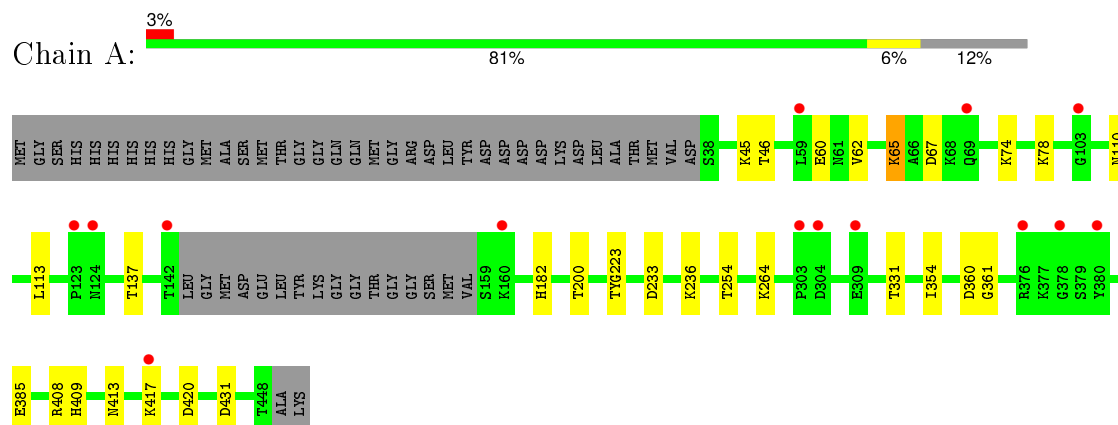 3%
Chain A:
81% 6% 12%
MET GLY SER HIS HIS HIS HIS HIS HIS GLY MET ALA SER MET THR GLY GLY GLN GLN MET GLY ARG ASP LEU TYR ASP ASP ASP ASP LYS ASP LEU ALA THR MET VAL ASP S38 K45 T46 L59 E60 N61 V62 K65 A66 D67 K68 Q69 K74 K78 G103 N110
L113 P123 N124 T137 T142 LEU GLY MET ASP GLU LEU TYR LYS GLY GLY THR GLY GLY SER MET VAL S159 K160 H182 T200 TYG223 D233 K236 T254 K264 P303 D304 E309 T331 I354 D360 G361 R376 K377 G378 S379 Y380
E385 R408 H409 N413 K417 D420 D431 T448 ALA LYS